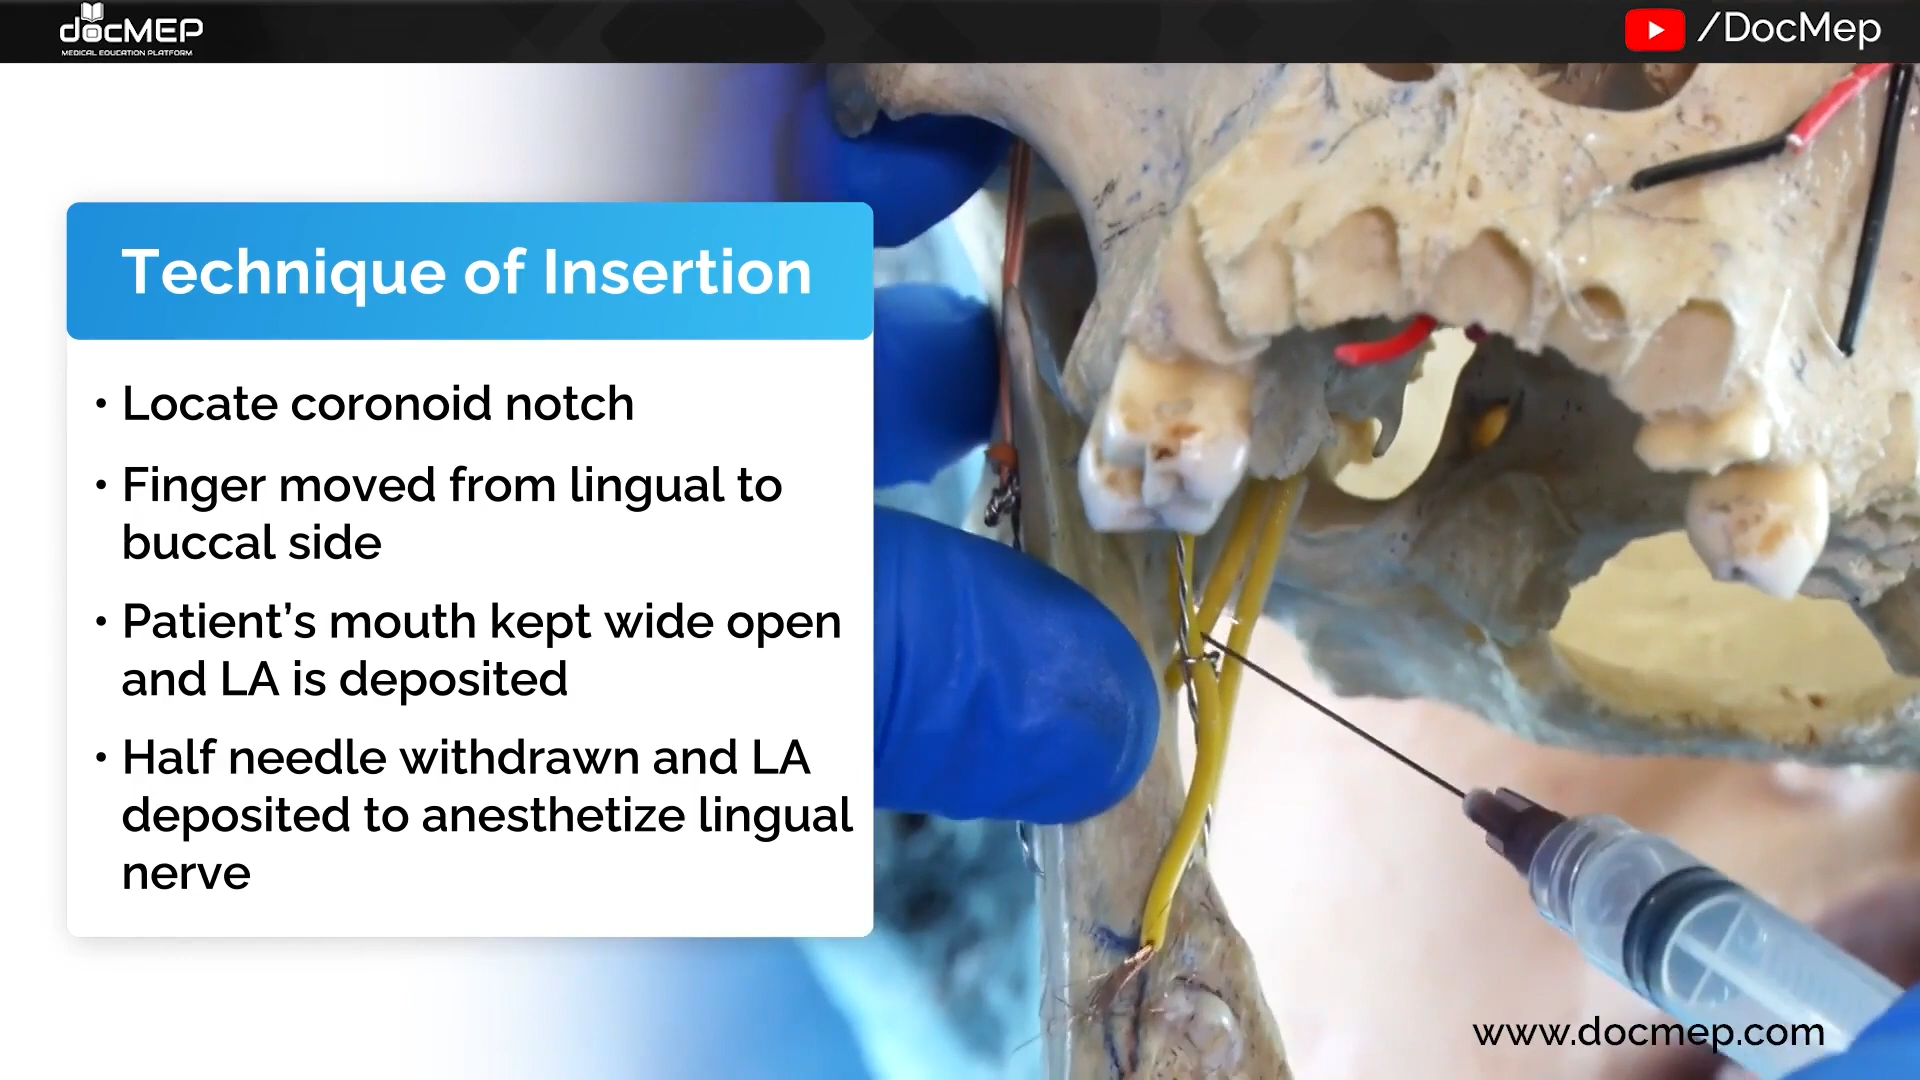 docMEP
MEDICAL EDUCATION PLATFORM
/DocMep
Technique of Insertion
• Locate coronoid notch
• Finger moved from lingual to
buccal side
• Patient's mouth kept wide open
and LA is deposited
• Half needle withdrawn and LA
deposited to anesthetize lingual
nerve
www.docmep.com